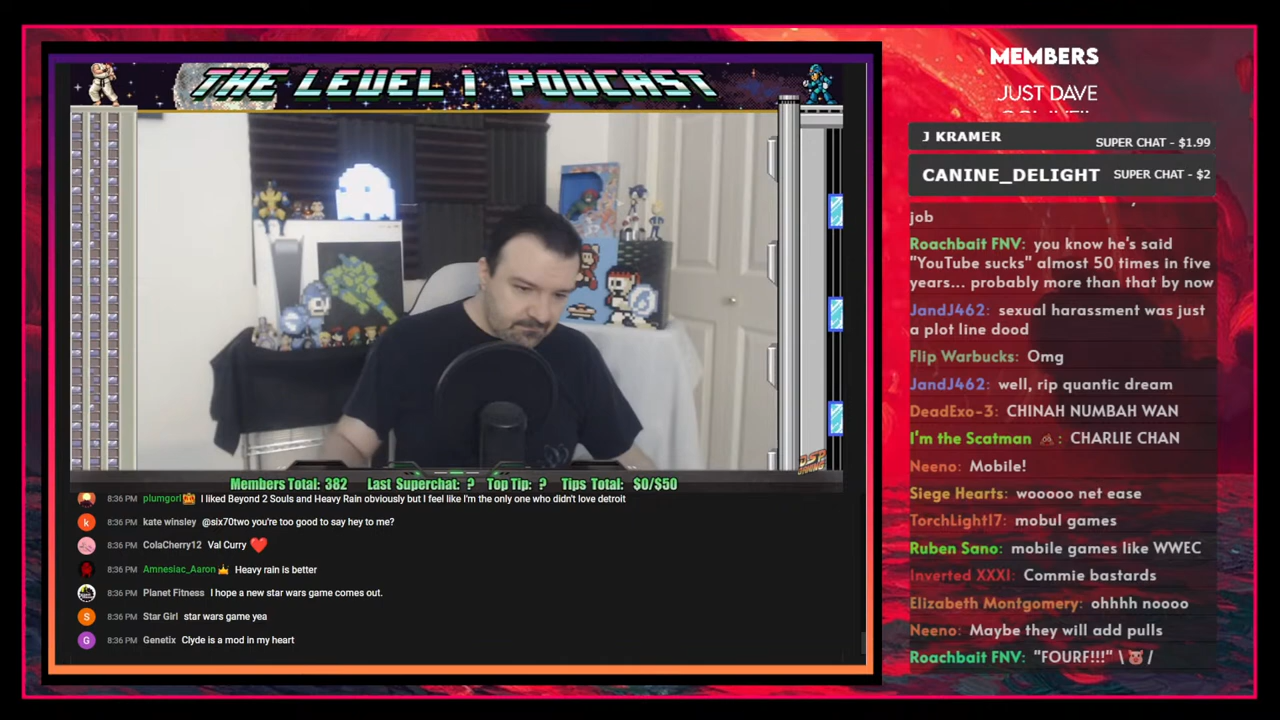 THE LEVEL 1 PODCAST
Members Total: 382 Last Superchat: ? Top Tip: ? Tips Total: $0/$50
8:36 PM plumgorl I liked Beyond 2 Souls and Heavy Rain obviously but I feel like I'm the only one who didn't love detroit
8:36 PM kate winsley @six70two you're too good to say hey to me?
8:36 PM ColaCherry12 Val Curry
8:36 PM Amnesiac_Aaron Heavy rain is better
8:36 PM Planet Fitness I hope a new star wars game comes out.
8:36 PM Star Girl star wars game yea
8:36 PM Genetix Clyde is a mod in my heart
MEMBERS
JUST DAVE
J KRAMER SUPER CHAT - $1.99
CANINE_DELIGHT SUPER CHAT - $2
job
Roachbait FNV: you know he's said
"YouTube sucks" almost 50 times in five
years... probably more than that by now
JandJ462: sexual harassment was just
a plot line dood
Flip Warbucks: Omg
JandJ462: well, rip quantic dream
DeadExo-3: CHINAH NUMBAH WAN
I'm the Scatman : CHARLIE CHAN
Neeno: Mobile!
Siege Hearts: wooooo net ease
TorchLight17: mobul games
Ruben Sano: mobile games like WWEC
Inverted XXXI: Commie bastards
Elizabeth Montgomery: ohhhh noooo
Neeno: Maybe they will add pulls
Roachbait FNV: "FOURF!!!" \ /